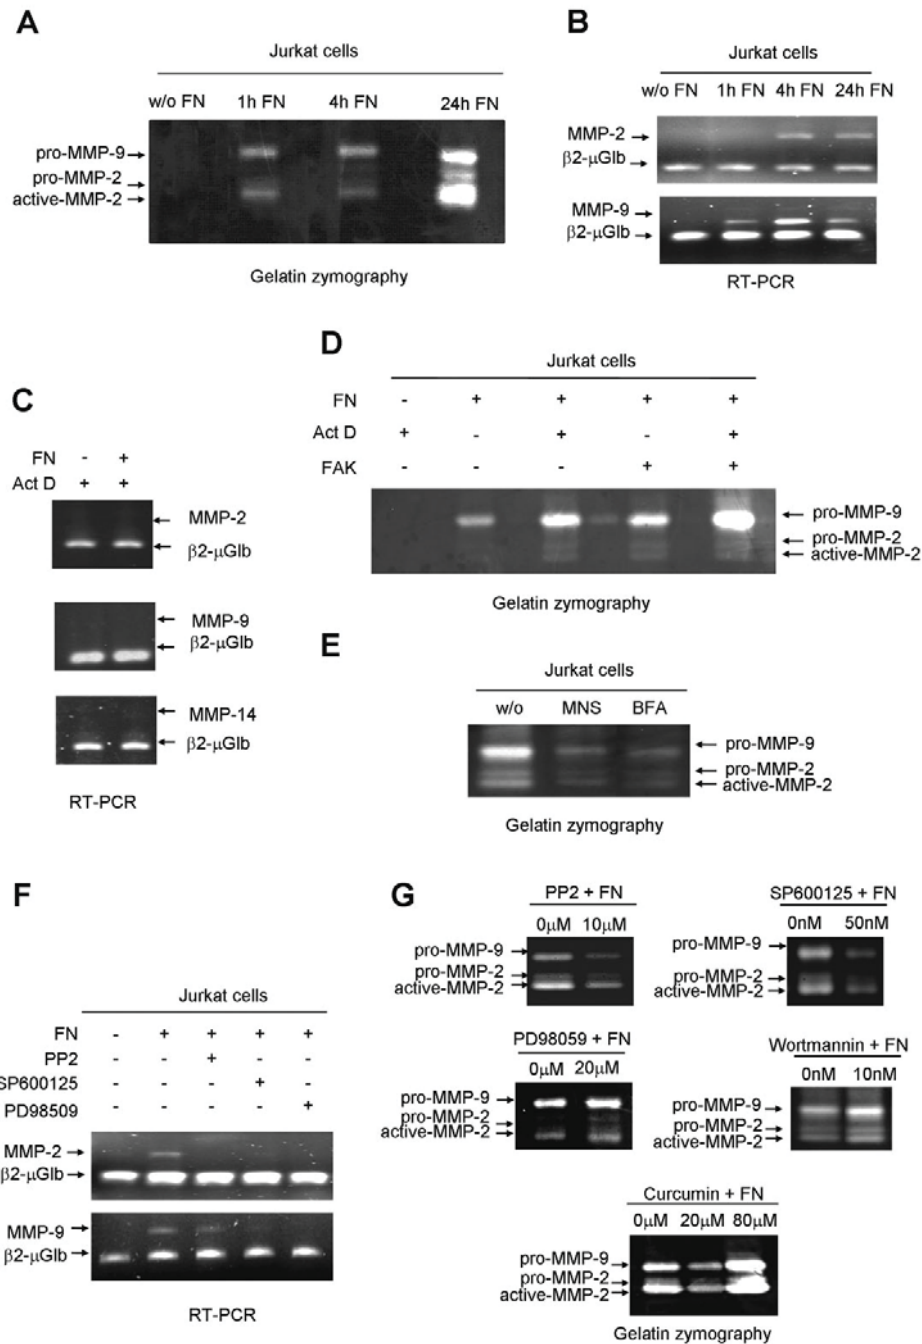 A
Jurkat cells
w/o FN 1h FN 4h FN 24h FN
pro-MMP-9
pro-MMP-2
active-MMP-2
Gelatin zymography
B
Jurkat cells
w/o FN 1h FN 4h FN 24h FN
MMP-2
β2-μGlb
MMP-9
β2-μGlb
RT-PCR
C
FN - +
Act D + +
MMP-2
β2-μGlb
MMP-9
β2-μGlb
MMP-14
β2-μGlb
RT-PCR
D
Jurkat cells
FN - + + + +
Act D + - + - +
FAK - - - + +
pro-MMP-9
pro-MMP-2
active-MMP-2
Gelatin zymography
E
Jurkat cells
w/o MNS BFA
pro-MMP-9
pro-MMP-2
active-MMP-2
Gelatin zymography
F
Jurkat cells
FN - + + + +
PP2 - - + - -
SP600125 - - - + -
PD98509 - - - - +
MMP-2
β2-μGlb
MMP-9
β2-μGlb
RT-PCR
G
PP2 + FN
0μM 10μM
pro-MMP-9
pro-MMP-2
active-MMP-2
SP600125 + FN
0nM 50nM
pro-MMP-9
pro-MMP-2
active-MMP-2
PD98059 + FN
0μM 20μM
pro-MMP-9
pro-MMP-2
active-MMP-2
Wortmannin + FN
0nM 10nM
pro-MMP-9
pro-MMP-2
active-MMP-2
Curcumin + FN
0μM 20μM 80μM
pro-MMP-9
pro-MMP-2
active-MMP-2
Gelatin zymography